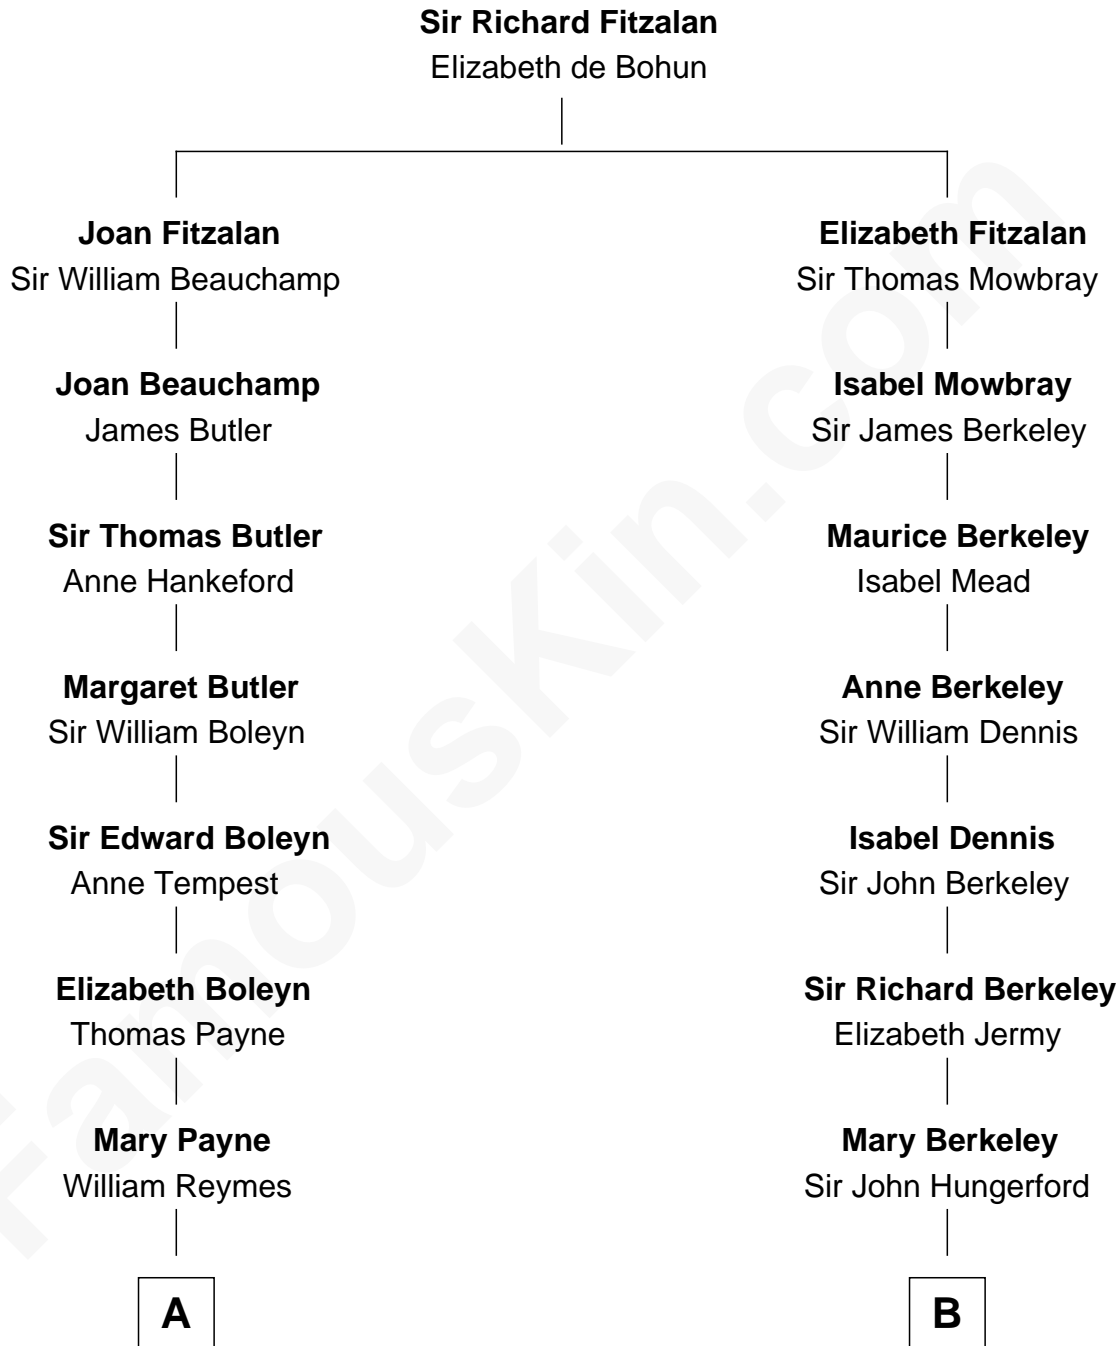 Sir Richard Fitzalan
Elizabeth de Bohun
Joan Fitzalan
Sir William Beauchamp
Elizabeth Fitzalan
Sir Thomas Mowbray
Joan Beauchamp
James Butler
Isabel Mowbray
Sir James Berkeley
Sir Thomas Butler
Anne Hankeford
Maurice Berkeley
Isabel Mead
Margaret Butler
Sir William Boleyn
Anne Berkeley
Sir William Dennis
Sir Edward Boleyn
Anne Tempest
Isabel Dennis
Sir John Berkeley
Elizabeth Boleyn
Thomas Payne
Sir Richard Berkeley
Elizabeth Jermy
Mary Payne
William Reymes
Mary Berkeley
Sir John Hungerford
A
B
FamousKin.com